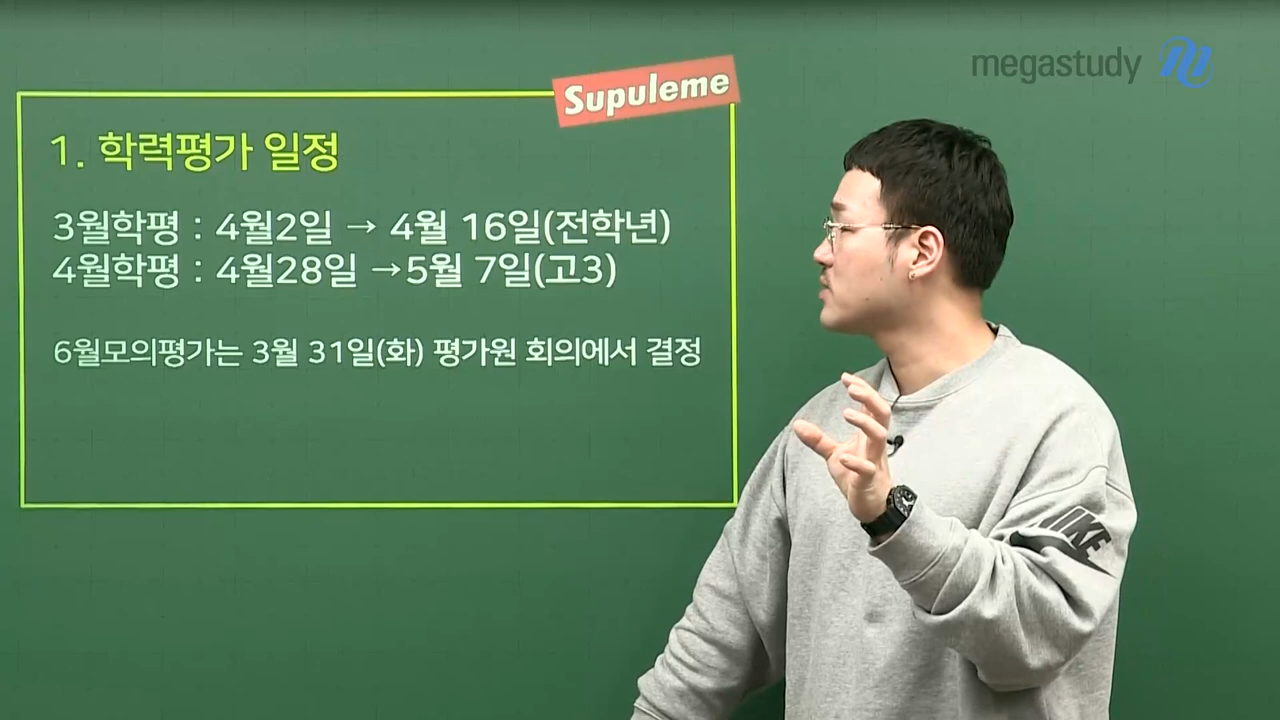 megastudy
Supuleme
1. 학력평가 일정
3월학평 : 4월2일 → 4월 16일(전학년)
4월학평 : 4월28일 →5월 7일(고3)
6월모의평가는 3월 31일(화) 평가원 회의에서 결정
NIKE